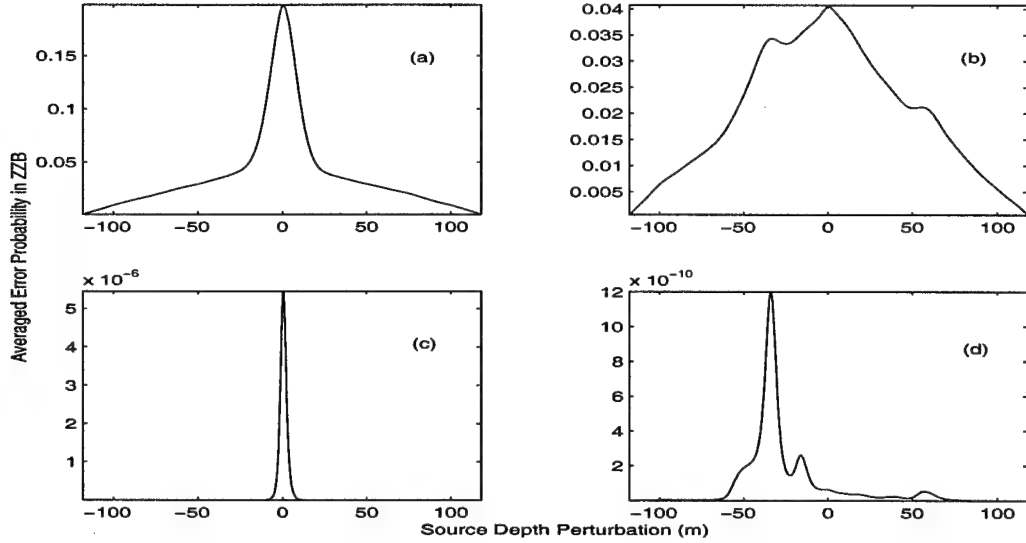 0.15
0.1
0.05
(a)
−100 −50 0 50 100
0.04
0.035
0.03
0.025
0.02
0.015
0.01
0.005
(b)
−100 −50 0 50 100
Averaged Error Probability in ZZB
× 10⁻⁶
5
4
3
2
1
(c)
−100 −50 0 50 100
× 10⁻¹⁰
12
10
8
6
4
2
(d)
−100 −50 0 50 100
Source Depth Perturbation (m)